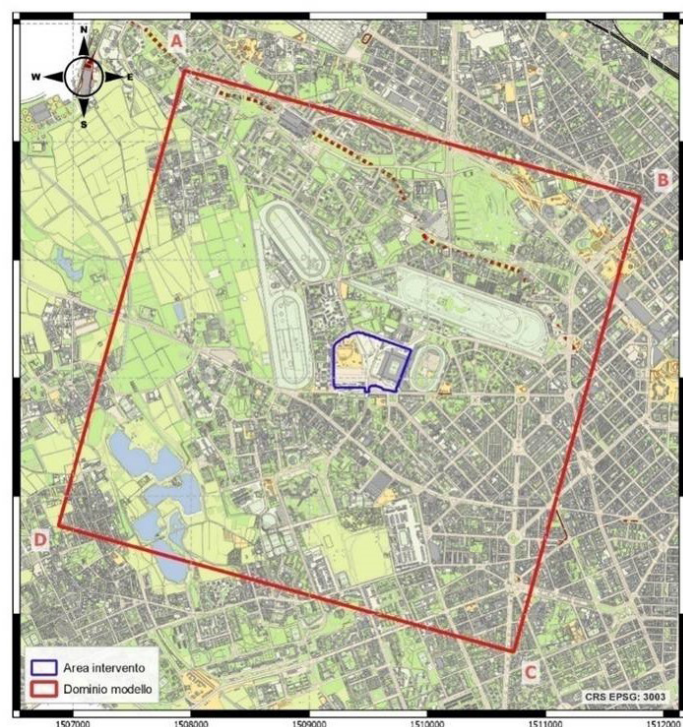 A
N
W E
S
B
D
C
Area intervento
Dominio modello
CRS EPSG: 3003
1507000 1508000 1509000 1510000 1511000 1512000